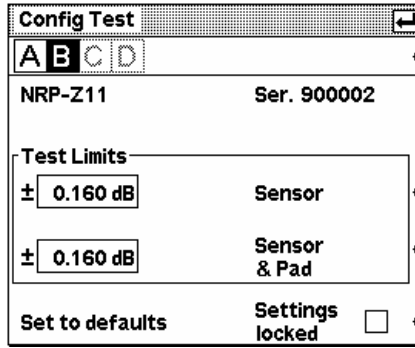 Config Test
A B C D
NRP-Z11 Ser. 900002
Test Limits
± 0.160 dB Sensor
± 0.160 dB Sensor
& Pad
Set to defaults Settings
locked